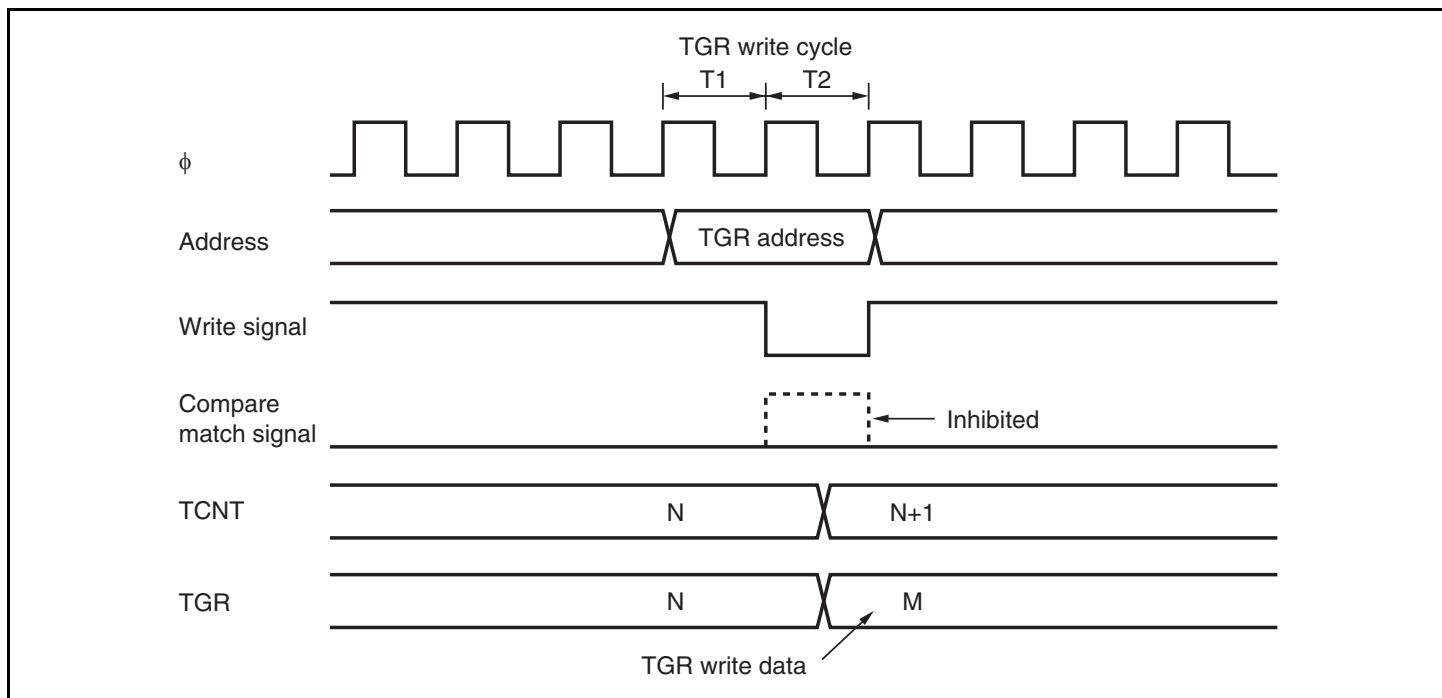 TGR write cycle
T1 T2
ϕ
Address
TGR address
Write signal
Compare
match signal
Inhibited
TCNT
N
N+1
TGR
N
M
TGR write data